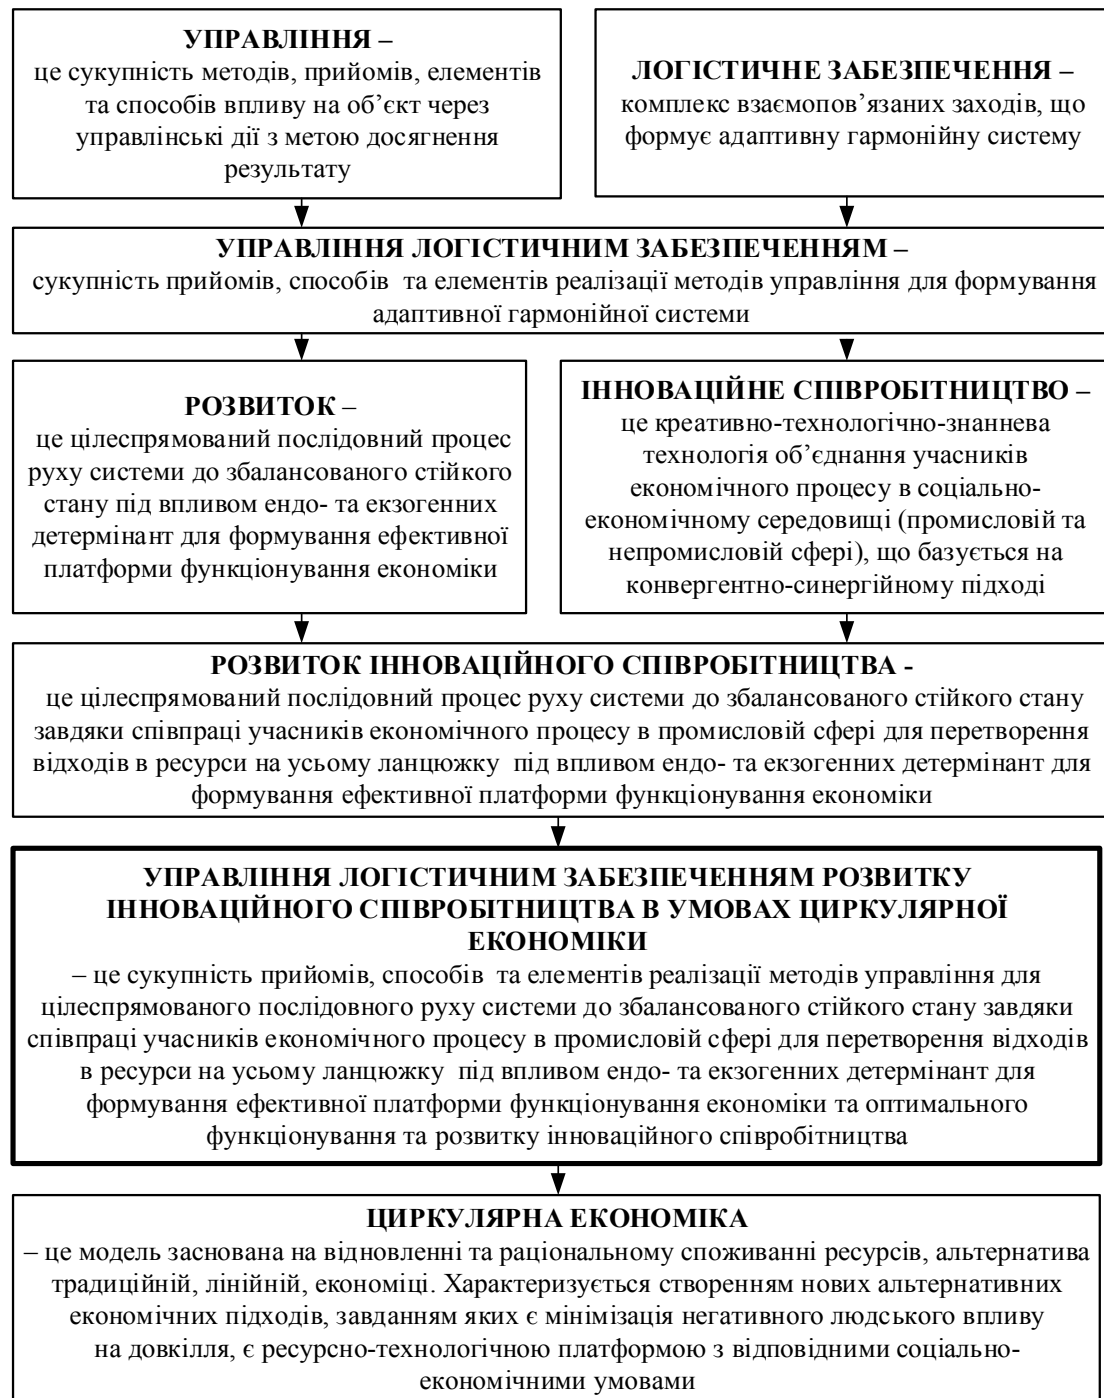 УПРАВЛІННЯ –
це сукупність методів, прийомів, елементів
та способів впливу на об’єкт через
управлінські дії з метою досягнення
результату
ЛОГІСТИЧНЕ ЗАБЕЗПЕЧЕННЯ –
комплекс взаємопов’язаних заходів, що
формує адаптивну гармонійну систему
УПРАВЛІННЯ ЛОГІСТИЧНИМ ЗАБЕЗПЕЧЕННЯМ –
сукупність прийомів, способів та елементів реалізації методів управління для формування
адаптивної гармонійної системи
РОЗВИТОК –
це цілеспрямований послідовний процес
руху системи до збалансованого стійкого
стану під впливом ендо- та екзогенних
детермінант для формування ефективної
платформи функціонування економіки
ІННОВАЦІЙНЕ СПІВРОБІТНИЦТВО –
це креативно-технологічно-знаннева
технологія об’єднання учасників
економічного процесу в соціально-
економічному середовищі (промисловій та
непромисловій сфері), що базується на
конвергентно-синергійному підході
РОЗВИТОК ІННОВАЦІЙНОГО СПІВРОБІТНИЦТВА -
це цілеспрямований послідовний процес руху системи до збалансованого стійкого стану
завдяки співпраці учасників економічного процесу в промисловій сфері для перетворення
відходів в ресурси на усьому ланцюжку під впливом ендо- та екзогенних детермінант для
формування ефективної платформи функціонування економіки
УПРАВЛІННЯ ЛОГІСТИЧНИМ ЗАБЕЗПЕЧЕННЯМ РОЗВИТКУ
ІННОВАЦІЙНОГО СПІВРОБІТНИЦТВА В УМОВАХ ЦИРКУЛЯРНОЇ
ЕКОНОМІКИ
– це сукупність прийомів, способів та елементів реалізації методів управління для
цілеспрямованого послідовного руху системи до збалансованого стійкого стану завдяки
співпраці учасників економічного процесу в промисловій сфері для перетворення відходів
в ресурси на усьому ланцюжку під впливом ендо- та екзогенних детермінант для
формування ефективної платформи функціонування економіки та оптимального
функціонування та розвитку інноваційного співробітництва
ЦИРКУЛЯРНА ЕКОНОМІКА
– це модель заснована на відновленні та раціональному споживанні ресурсів, альтернатива
традиційній, лінійній, економіці. Характеризується створенням нових альтернативних
економічних підходів, завданням яких є мінімізація негативного людського впливу
на довкілля, є ресурсно-технологічною платформою з відповідними соціально-
економічними умовами